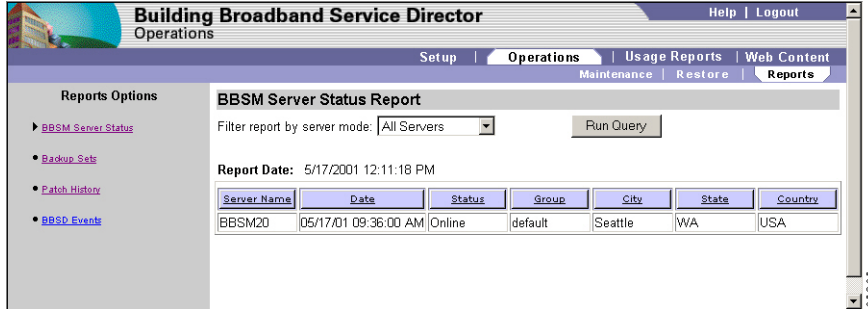 Building Broadband Service Director
Operations
Help | Logout
Setup | Operations | Usage Reports | Web Content
Maintenance | Restore | Reports
Reports Options
BBSM Server Status
Backup Sets
Patch History
BBSD Events
BBSM Server Status Report
Filter report by server mode: All Servers Run Query
Report Date: 5/17/2001 12:11:18 PM
Server Name Date Status Group City State Country
BBSM20 05/17/01 09:36:00 AM Online default Seattle WA USA